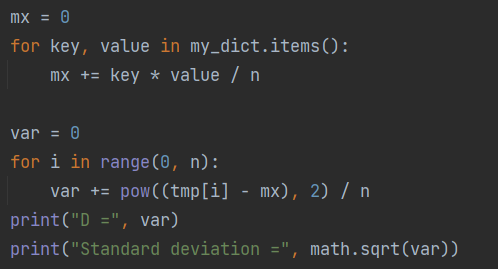 mx = 0
for key, value in my_dict.items():
    mx += key * value / n

var = 0
for i in range(0, n):
    var += pow((tmp[i] - mx), 2) / n
print("D =", var)
print("Standard deviation =", math.sqrt(var))